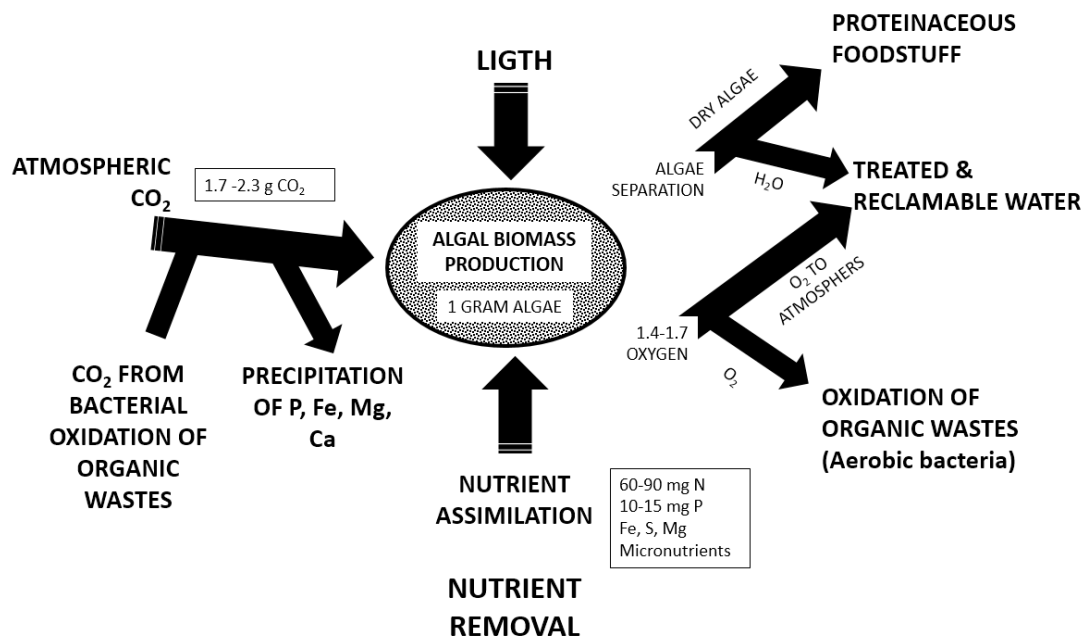 LIGTH
ATMOSPHERIC
CO₂
1.7 -2.3 g CO₂
CO₂ FROM
BACTERIAL
OXIDATION OF
ORGANIC
WASTES
PRECIPITATION
OF P, Fe, Mg,
Ca
ALGAL BIOMASS
PRODUCTION
1 GRAM ALGAE
NUTRIENT
ASSIMILATION
60-90 mg N
10-15 mg P
Fe, S, Mg
Micronutrients
NUTRIENT
REMOVAL
PROTEINACEOUS
FOODSTUFF
DRY ALGAE
ALGAE
SEPARATION
H₂O
TREATED &
RECLAMABLE WATER
O₂ TO
ATMOSPHERS
1.4-1.7
OXYGEN
O₂
OXIDATION OF
ORGANIC WASTES
(Aerobic bacteria)